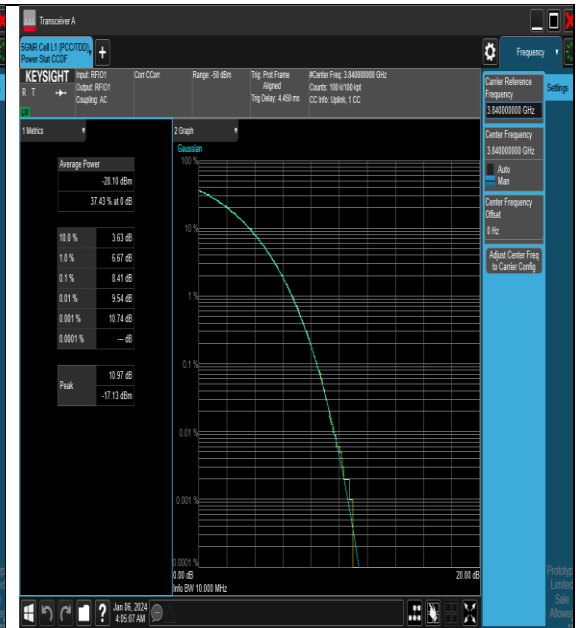 Transceiver A
5GNR Cell L1 (PCC/TDD),
Power Stat CCDF
+
Frequency
KEYSIGHT
R T
Input: RFIO1
Output: RFIO1
Coupling: AC
Corr CCorr
Range: -50 dBm
Trig: Prot Frame
Aligned
Trig Delay: 4.450 ms
#Center Freq: 3.840000000 GHz
Counts: 100 k/100 kpt
CC Info: Uplink, 1 CC
Carrier Reference
Frequency
3.840000000 GHz
Settings
Center Frequency
3.840000000 GHz
Auto
Man
Center Frequency
Offset
0 Hz
Adjust Center Freq
to Carrier Config
1 Metrics
Average Power
-28.10 dBm
37.43 % at 0 dB
10.0 % 3.63 dB
1.0 % 6.67 dB
0.1 % 8.41 dB
0.01 % 9.54 dB
0.001 % 10.74 dB
0.0001 % --- dB
Peak
10.97 dB
-17.13 dBm
2 Graph
Gaussian
100 %
10 %
1 %
0.1 %
0.01 %
0.001 %
0.0001 %
0.00 dB
20.00 dB
Info BW 10.000 MHz
Prototyp
Limited
Sale
Allowed
?
Jan 06, 2024
4:05:07 AM